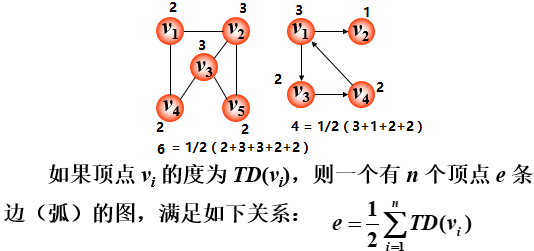 2 3 3 1
v1 v2 v1 v2
3
v3
2 2
v3 v4
v4 v5
2 2
6 = 1/2（2+3+3+2+2） 4 = 1/2（3+1+2+2）
如果顶点 vi 的度为 TD(vi)，则一个有 n 个顶点 e 条
边（弧）的图，满足如下关系： e = 1/2 ∑_{i=1}^{n} TD(vi)